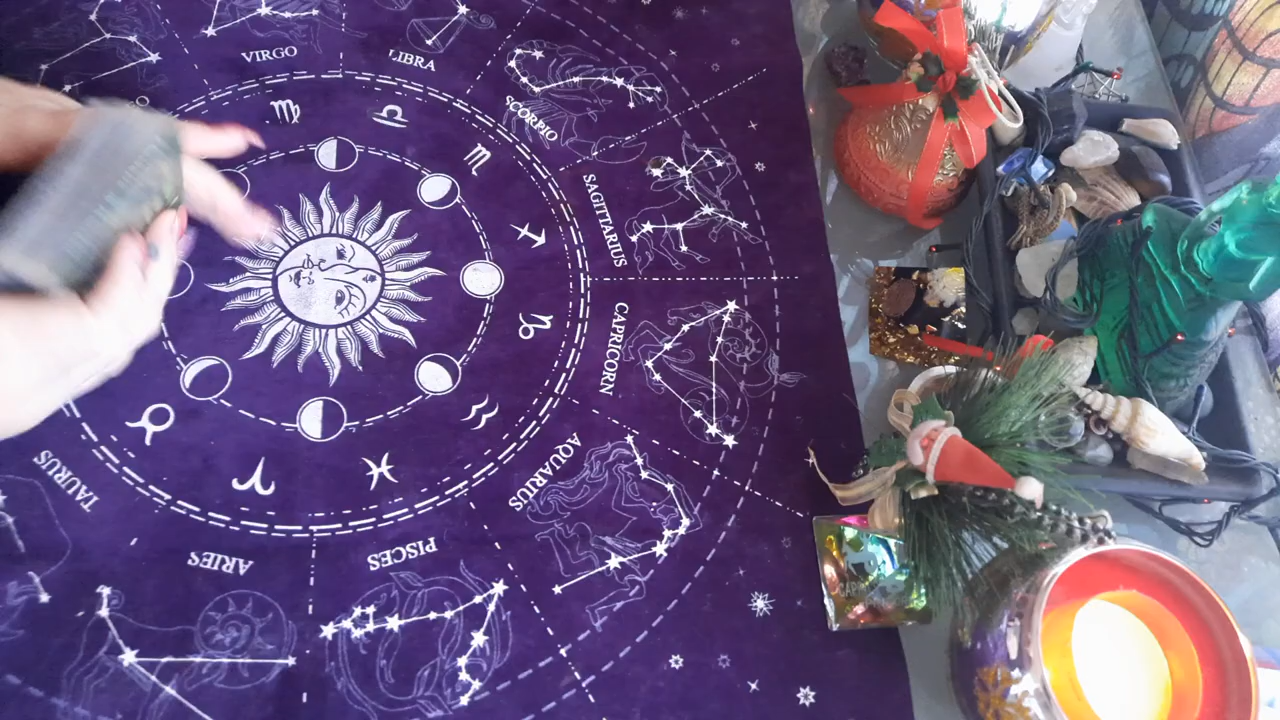 VIRGO
LIBRA
SCORPIO
SAGITTARIUS
CAPRICORN
AQUARIUS
PISCES
ARIES
TAURUS